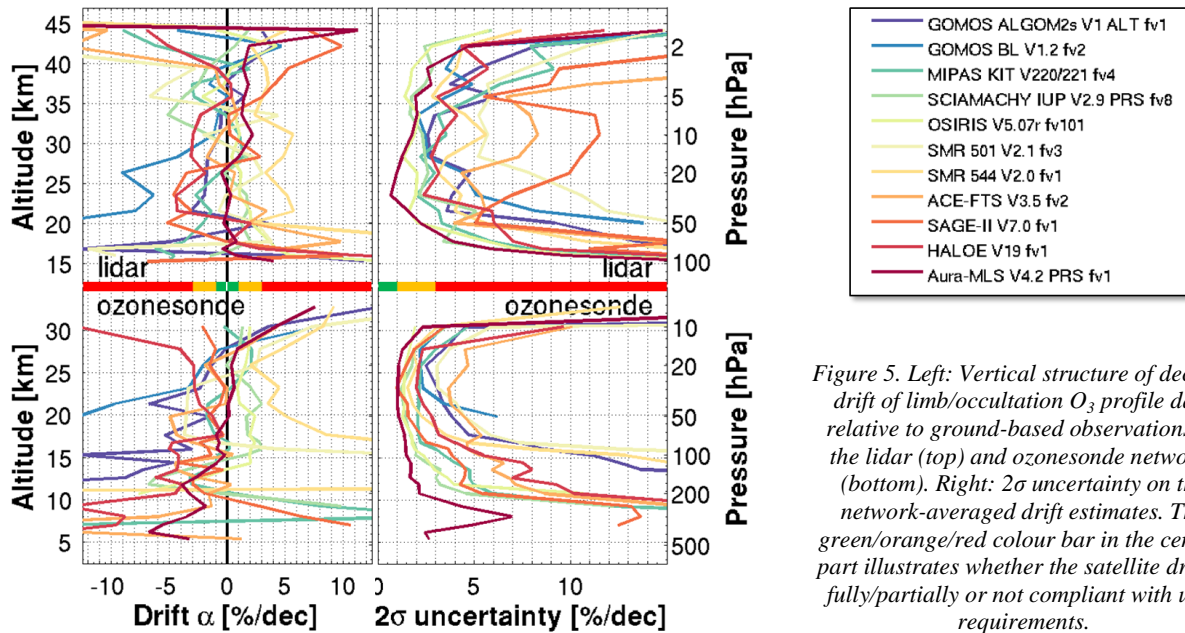 45
40
35
30
25
20
15
Altitude [km]
lidar
lidar
2
5
10
20
50
100
Pressure [hPa]
ozonesonde
ozonesonde
30
25
20
15
10
5
Altitude [km]
10
20
50
100
200
500
Pressure [hPa]
-10 -5 0 5 10
5 10
Drift α [%/dec]
2σ uncertainty [%/dec]
GOMOS ALGOM2s V1 ALT fv1
GOMOS BL V1.2 fv2
MIPAS KIT V220/221 fv4
SCIAMACHY IUP V2.9 PRS fv8
OSIRIS V5.07r fv101
SMR 501 V2.1 fv3
SMR 544 V2.0 fv1
ACE-FTS V3.5 fv2
SAGE-II V7.0 fv1
HALOE V19 fv1
Aura-MLS V4.2 PRS fv1
Figure 5. Left: Vertical structure of
drift of limb/occultation O₃ profile
relative to ground-based observations
the lidar (top) and ozonesonde
(bottom). Right: 2σ uncertainty on
network-averaged drift estimates.
green/orange/red colour bar in the
part illustrates whether the satellite
fully/partially or not compliant with
requirements.